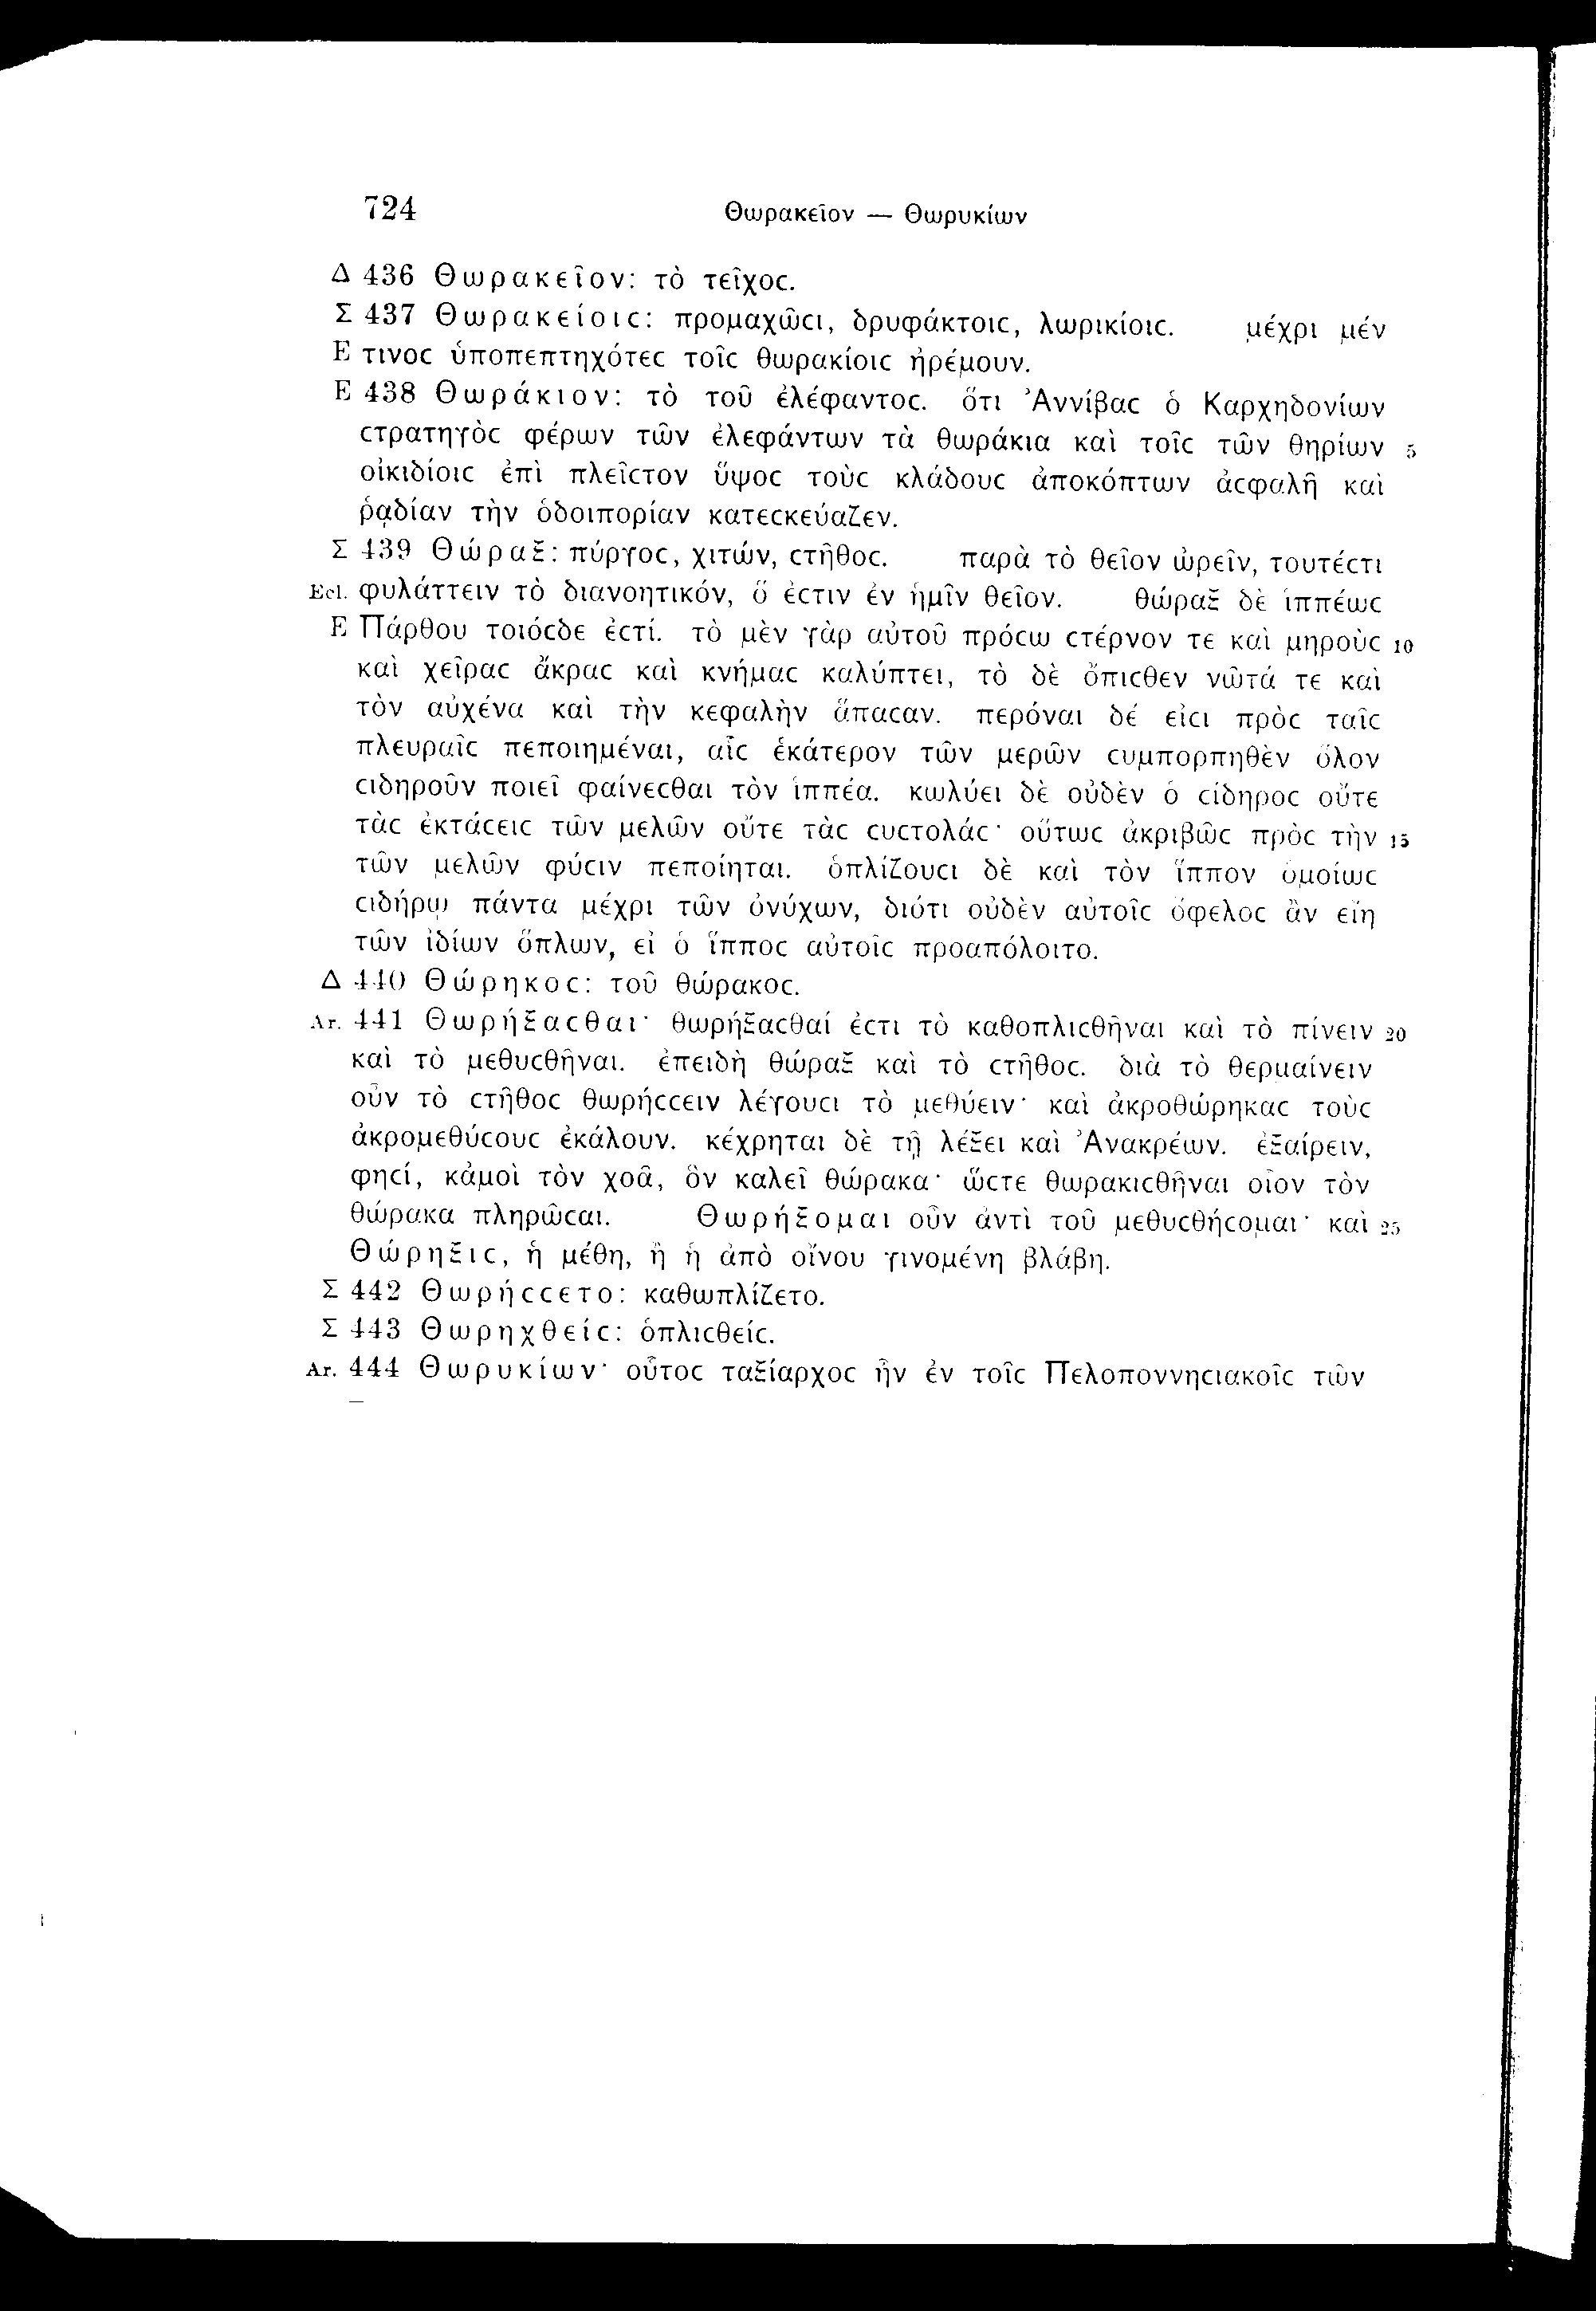 724 Θωρακεῖον — Θωρυκίων
Δ 436 Θωρακεῖον: τὸ τεῖχοϲ.
Σ 437 Θωρακείοιϲ: προμαχῶϲι, δρυφάκτοιϲ, λωρικίοιϲ. μέχρι μέν
E τινοϲ ὑποπεπτηχότεϲ τοῖϲ θωρακίοιϲ ἠρέμουν.
E 438 Θωράκιον: τὸ τοῦ ἐλέφαντοϲ. ὅτι Ἀννίβαϲ ὁ Καρχηδονίων
ϲτρατηγὸϲ φέρων τῶν ἐλεφάντων τὰ θωράκια καὶ τοῖϲ τῶν θηρίων 5
οἰκιδίοιϲ ἐπὶ πλεῖϲτον ὕψοϲ τοὺϲ κλάδουϲ ἀποκόπτων ἀϲφαλῆ καὶ
ῥᾳδίαν τὴν ὁδοιπορίαν κατεϲκεύαζεν.
Σ 439 Θώραξ: πύργοϲ, χιτών, ϲτῆθοϲ. παρὰ τὸ θεῖον ὠρεῖν, τουτέϲτι
Ecl. φυλάττειν τὸ διανοητικόν, ὅ ἐϲτιν ἐν ἡμῖν θεῖον. θώραξ δὲ ἱππέωϲ
E Πάρθου τοιόϲδε ἐϲτί. τὸ μὲν γὰρ αὐτοῦ πρόϲω ϲτέρνον τε καὶ μηροὺϲ 10
καὶ χεῖραϲ ἄκραϲ καὶ κνήμαϲ καλύπτει, τὸ δὲ ὄπιϲθεν νῶτά τε καὶ
τὸν αὐχένα καὶ τὴν κεφαλὴν ἅπαϲαν. περόναι δέ εἰϲι πρὸϲ ταῖϲ
πλευραῖϲ πεποιημέναι, αἷϲ ἑκάτερον τῶν μερῶν ϲυμπορπηθὲν ὅλον
ϲιδηροῦν ποιεῖ φαίνεϲθαι τὸν ἱππέα. κωλύει δὲ οὐδὲν ὁ ϲίδηροϲ οὔτε
τὰϲ ἐκτάϲειϲ τῶν μελῶν οὔτε τὰϲ ϲυϲτολάϲ· οὕτωϲ ἀκριβῶϲ πρὸϲ τὴν 15
τῶν μελῶν φύϲιν πεποίηται. ὁπλίζουϲι δὲ καὶ τὸν ἵππον ὁμοίωϲ
ϲιδήρῳ πάντα μέχρι τῶν ὀνύχων, διότι οὐδὲν αὐτοῖϲ ὄφελοϲ ἂν εἴη
τῶν ἰδίων ὅπλων, εἰ ὁ ἵπποϲ αὐτοῖϲ προαπόλοιτο.
Δ 440 Θώρηκοϲ: τοῦ θώρακοϲ.
Ar. 441 Θωρήξαϲθαι· θωρήξαϲθαί ἐϲτι τὸ καθοπλιϲθῆναι καὶ τὸ πίνειν 20
καὶ τὸ μεθυϲθῆναι. ἐπειδὴ θώραξ καὶ τὸ ϲτῆθοϲ. διὰ τὸ θερμαίνειν
οὖν τὸ ϲτῆθοϲ θωρήϲϲειν λέγουϲι τὸ μεθύειν· καὶ ἀκροθώρηκαϲ τοὺϲ
ἀκρομεθύϲουϲ ἐκάλουν. κέχρηται δὲ τῇ λέξει καὶ Ἀνακρέων. ἐξαίρειν,
φηϲί, κἀμοὶ τὸν χοᾶ, ὃν καλεῖ θώρακα· ὥϲτε θωρακιϲθῆναι οἷον τὸν
θώρακα πληρῶϲαι. Θωρήξομαι οὖν ἀντὶ τοῦ μεθυϲθήϲομαι· καὶ 25
Θώρηξιϲ, ἡ μέθη, ἢ ἡ ἀπὸ οἴνου γινομένη βλάβη.
Σ 442 Θωρήϲϲετο: καθωπλίζετο.
Σ 443 Θωρηχθείϲ: ὁπλιϲθείϲ.
Ar. 444 Θωρυκίων· οὗτοϲ ταξίαρχοϲ ἦν ἐν τοῖϲ Πελοποννηϲιακοῖϲ τῶν